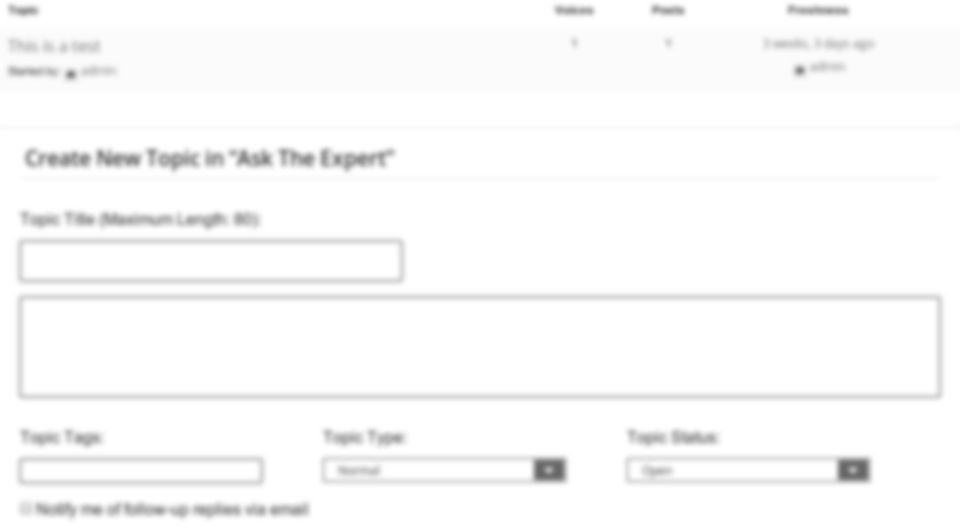 Topic Voices Posts Freshness
This is a test 1 1 3 weeks, 3 days ago
Started by: admin admin
Create New Topic in “Ask The Expert”
Topic Title (Maximum Length: 80):
Topic Tags: Topic Type: Topic Status:
Normal Open
Notify me of follow-up replies via email